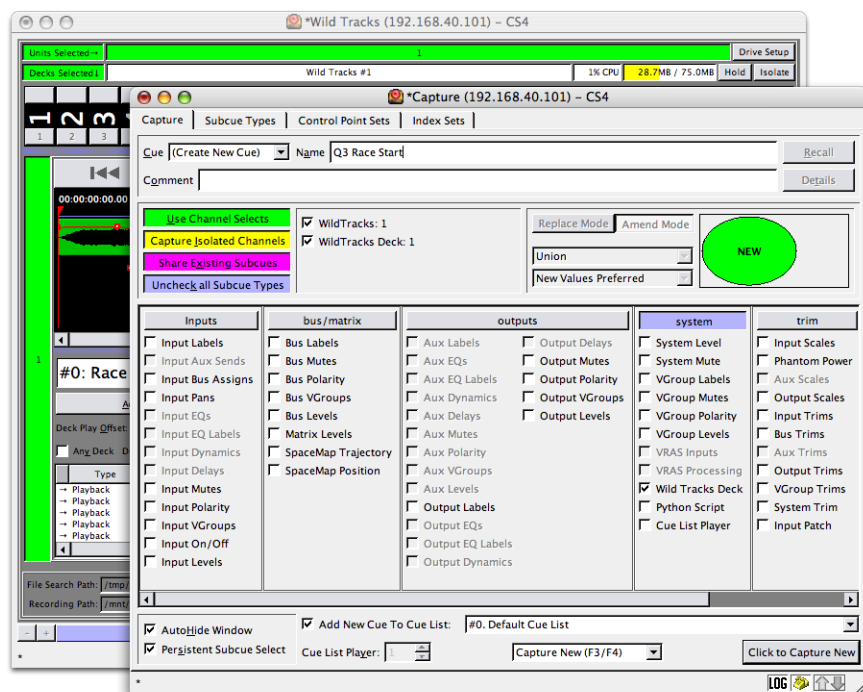 *Wild Tracks (192.168.40.101) – CS4
Units Selected→ 1 Drive Setup
Decks Selected↓ Wild Tracks #1 1% CPU 28.7MB / 75.0MB Hold Isolate
1 2 3
1 2 3
00:00:00:00.00
1
#0: Race
Deck Play Offset:
Any Deck
Type
→ Playback
→ Playback
→ Playback
→ Playback
→ Playback
File Search Path: /tmp/
Recording Path: /mnt/
- +
*
*Capture (192.168.40.101) – CS4
Capture Subcue Types Control Point Sets Index Sets
Cue (Create New Cue) Name Q3 Race Start Recall
Comment Details
Use Channel Selects
Capture Isolated Channels
Share Existing Subcues
Uncheck all Subcue Types
WildTracks: 1
WildTracks Deck: 1
Replace Mode Amend Mode
Union
New Values Preferred
NEW
Inputs
Input Labels
Input Aux Sends
Input Bus Assigns
Input Pans
Input EQs
Input EQ Labels
Input Dynamics
Input Delays
Input Mutes
Input Polarity
Input VGroups
Input On/Off
Input Levels
bus/matrix
Bus Labels
Bus Mutes
Bus Polarity
Bus VGroups
Bus Levels
Matrix Levels
SpaceMap Trajectory
SpaceMap Position
outputs
Aux Labels
Aux EQs
Aux EQ Labels
Aux Dynamics
Aux Delays
Aux Mutes
Aux Polarity
Aux VGroups
Aux Levels
Output Labels
Output EQs
Output EQ Labels
Output Dynamics
Output Delays
Output Mutes
Output Polarity
Output VGroups
Output Levels
system
System Level
System Mute
VGroup Labels
VGroup Mutes
VGroup Polarity
VGroup Levels
VRAS Inputs
VRAS Processing
Wild Tracks Deck
Python Script
Cue List Player
trim
Input Scales
Phantom Power
Aux Scales
Output Scales
Input Trims
Bus Trims
Aux Trims
Output Trims
VGroup Trims
System Trim
Input Patch
AutoHide Window
Persistent Subcue Select
Add New Cue To Cue List: #0. Default Cue List
Cue List Player: 1 Capture New (F3/F4) Click to Capture New
*
LOG